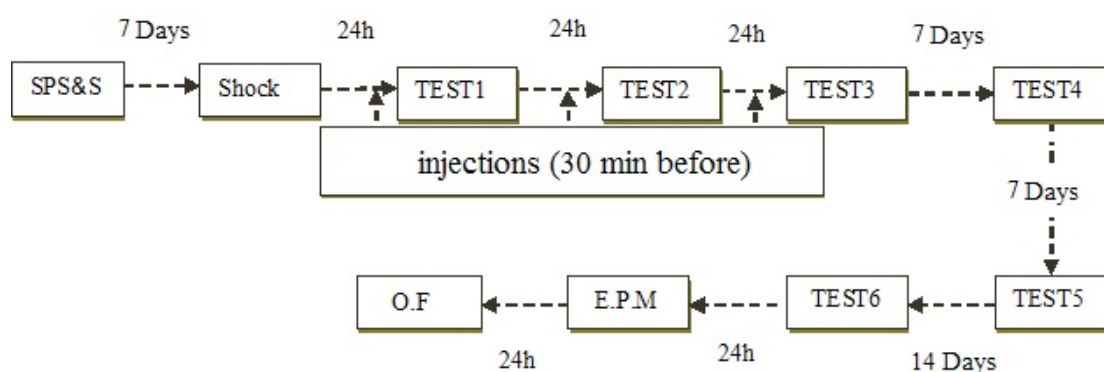 7 Days
24h
24h
24h
7 Days
SPS&S
Shock
TEST1
TEST2
TEST3
TEST4
injections (30 min before)
7 Days
O.F
E.P.M
TEST6
TEST5
24h
24h
14 Days